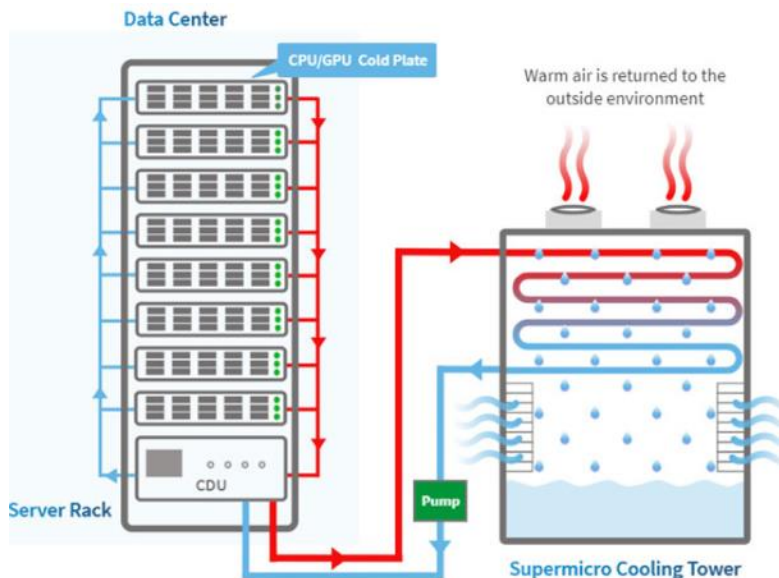 Data Center
CPU/GPU Cold Plate
Warm air is returned to the
outside environment
CDU
Server Rack
Pump
Supermicro Cooling Tower